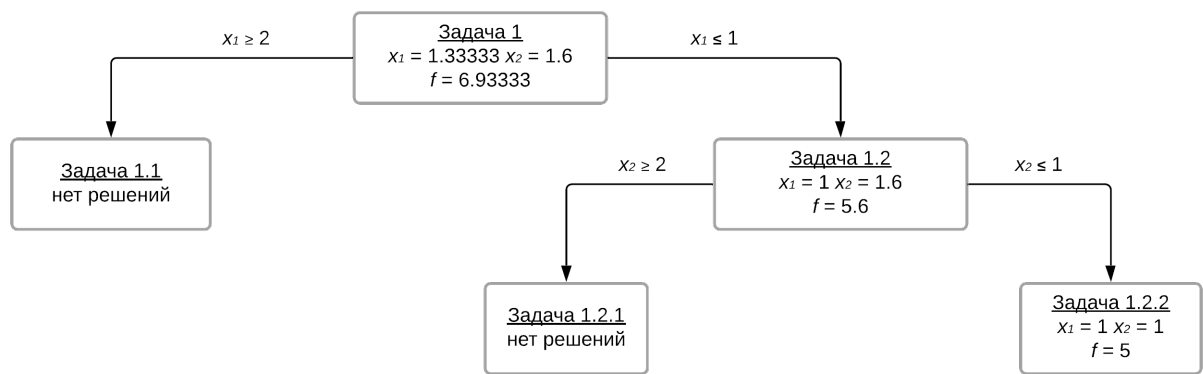 x₁ ≥ 2
Задача 1
x₁ = 1.33333 x₂ = 1.6
f = 6.93333
x₁ ≤ 1
Задача 1.1
нет решений
x₂ ≥ 2
Задача 1.2
x₁ = 1 x₂ = 1.6
f = 5.6
x₂ ≤ 1
Задача 1.2.1
нет решений
Задача 1.2.2
x₁ = 1 x₂ = 1
f = 5